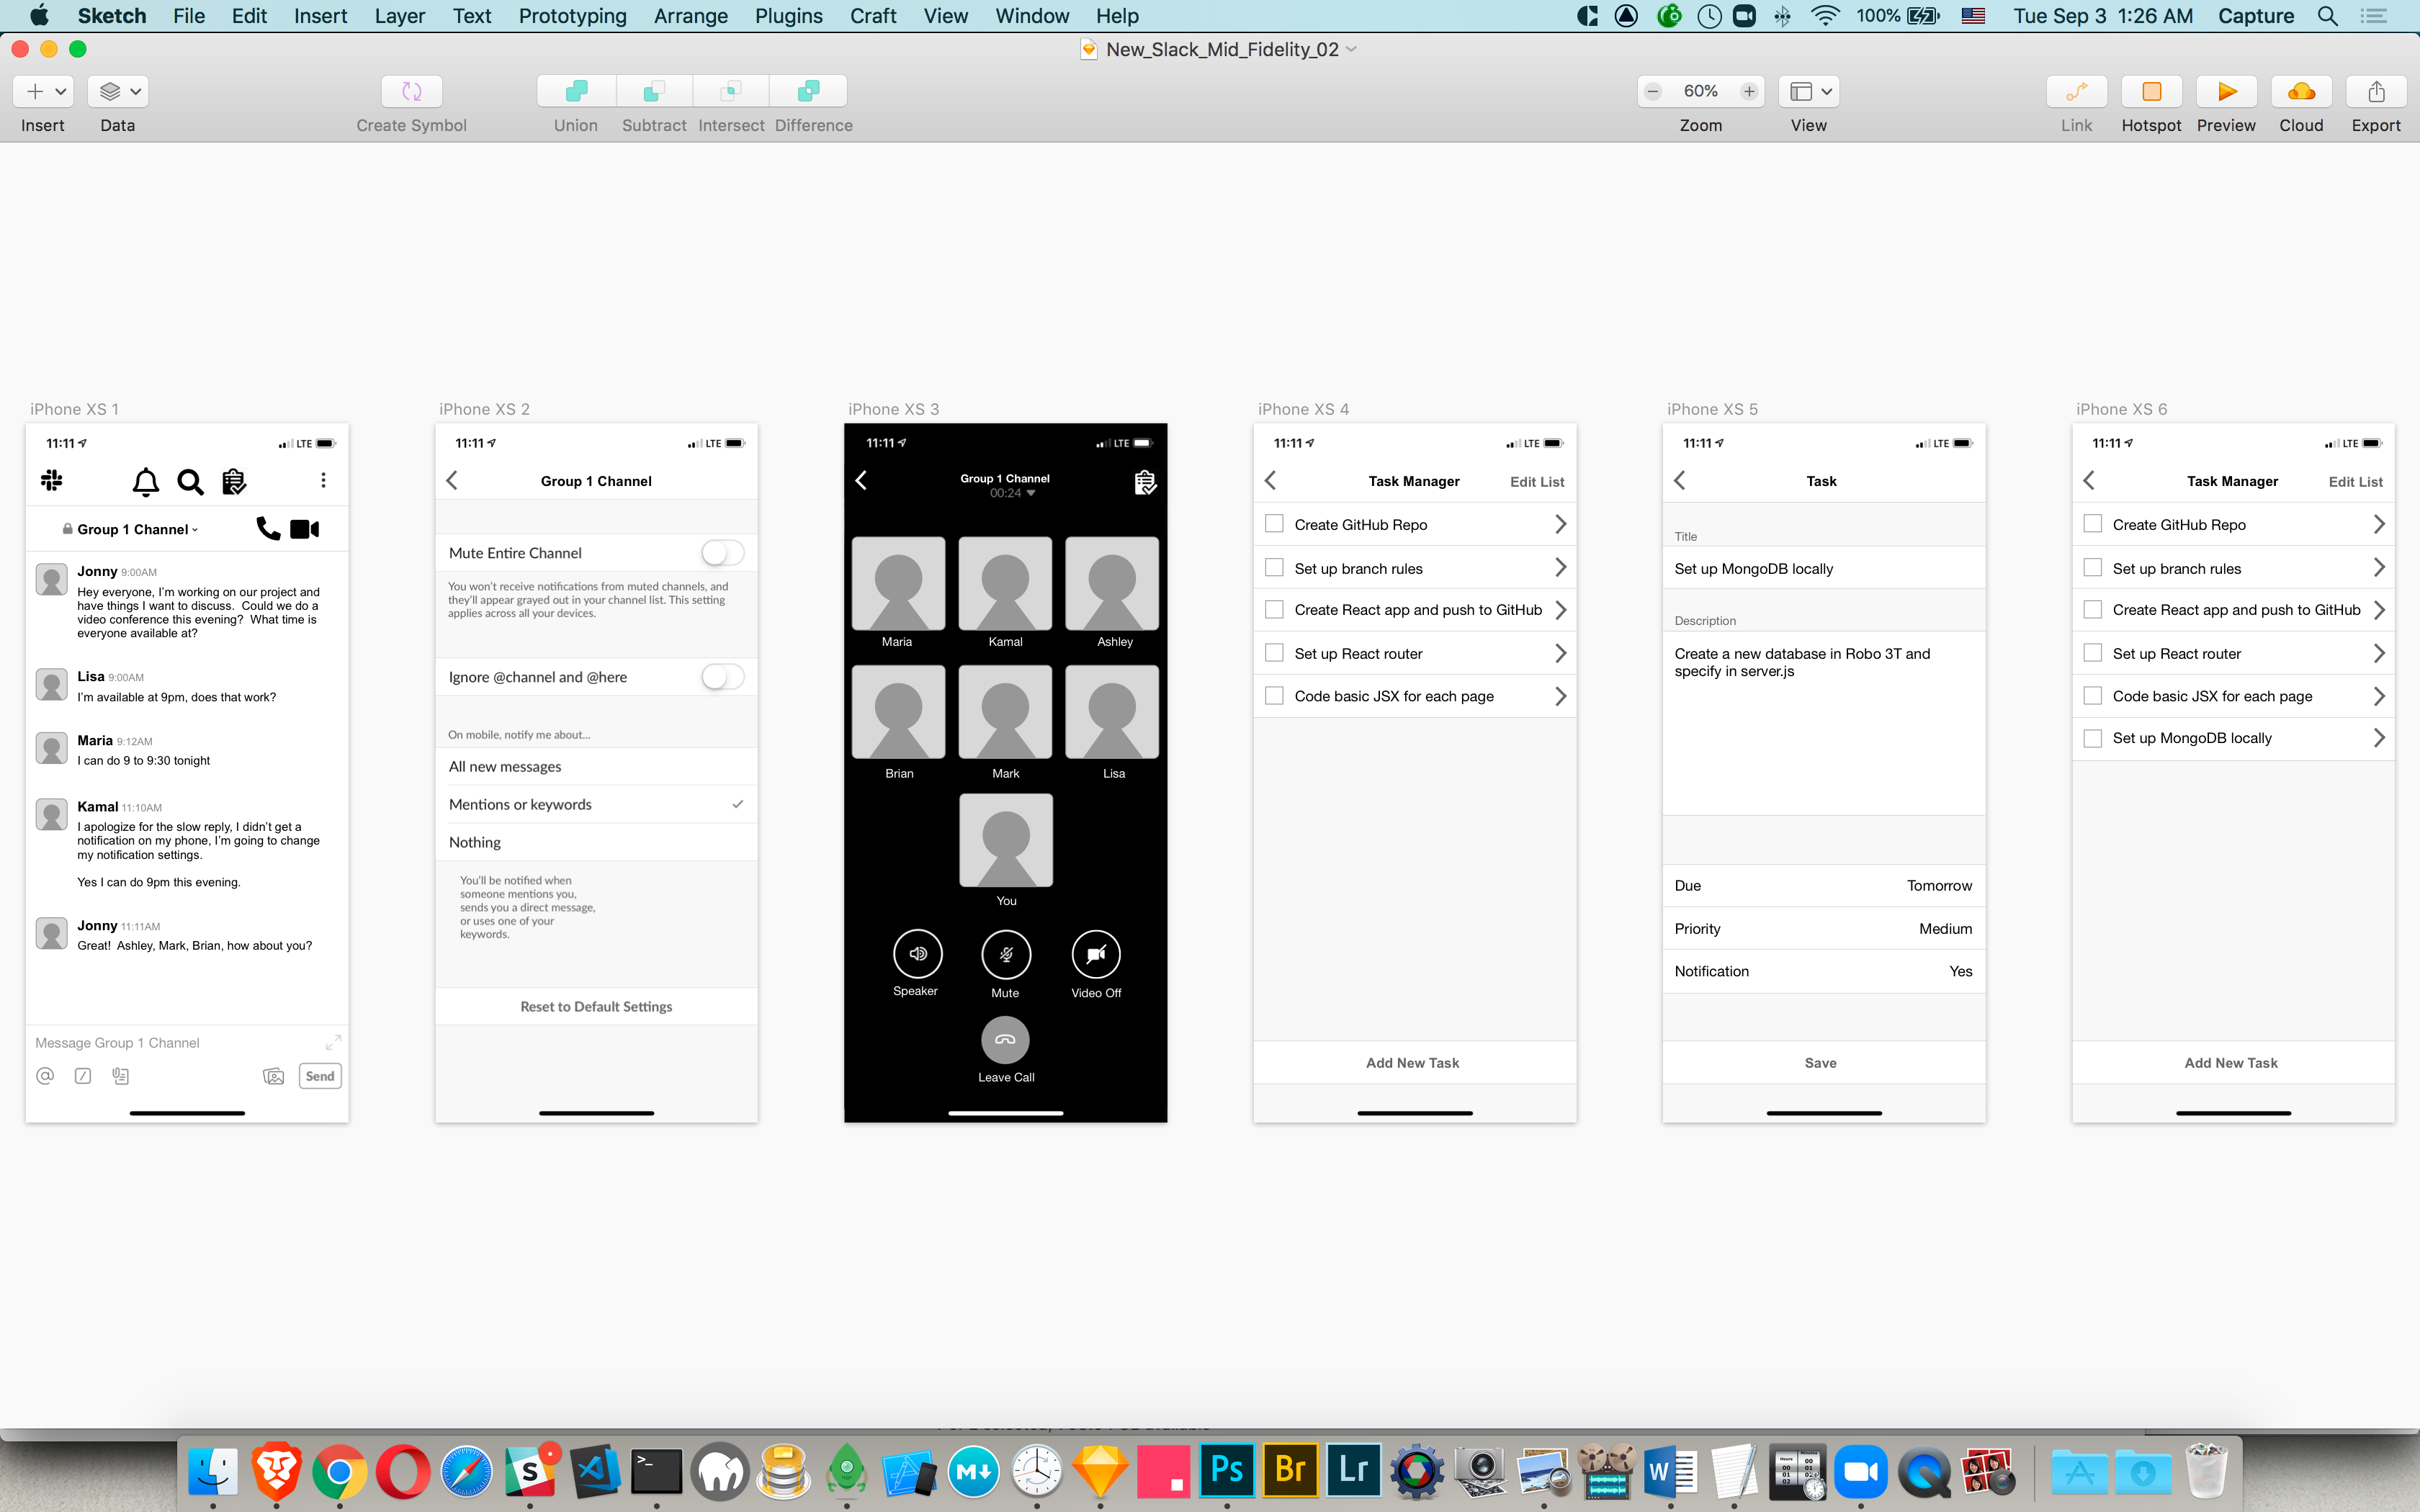 Sketch File Edit Insert Layer Text Prototyping Arrange Plugins Craft View Window Help 100% Tue Sep 3 1:26 AM Capture
New_Slack_Mid_Fidelity_02
60%
Insert Data Create Symbol Union Subtract Intersect Difference Zoom View Link Hotspot Preview Cloud Export
iPhone XS 1
11:11 LTE
Group 1 Channel
Jonny 9:00AM
Hey everyone, I'm working on our project and
have things I want to discuss. Could we do a
video conference this evening? What time is
everyone available at?
Lisa 9:00AM
I'm available at 9pm, does that work?
Maria 9:12AM
I can do 9 to 9:30 tonight
Kamal 11:10AM
I apologize for the slow reply, I didn't get a
notification on my phone, I'm going to change
my notification settings.
Yes I can do 9pm this evening.
Jonny 11:11AM
Great! Ashley, Mark, Brian, how about you?
Message Group 1 Channel
@ / Send
iPhone XS 2
11:11 LTE
Group 1 Channel
Mute Entire Channel
You won't receive notifications from muted channels, and
they'll appear grayed out in your channel list. This setting
applies across all your devices.
Ignore @channel and @here
On mobile, notify me about...
All new messages
Mentions or keywords
Nothing
You'll be notified when
someone mentions you,
sends you a direct message,
or uses one of your
keywords.
Reset to Default Settings
iPhone XS 3
11:11 LTE
Group 1 Channel
00:24
Maria Kamal Ashley
Brian Mark Lisa
You
Speaker Mute Video Off
Leave Call
iPhone XS 4
11:11 LTE
Task Manager Edit List
Create GitHub Repo
Set up branch rules
Create React app and push to GitHub
Set up React router
Code basic JSX for each page
Add New Task
iPhone XS 5
11:11 LTE
Task
Title
Set up MongoDB locally
Description
Create a new database in Robo 3T and
specify in server.js
Due Tomorrow
Priority Medium
Notification Yes
Save
iPhone XS 6
11:11 LTE
Task Manager Edit List
Create GitHub Repo
Set up branch rules
Create React app and push to GitHub
Set up React router
Code basic JSX for each page
Set up MongoDB locally
Add New Task
S >_ M Ps Br Lr W